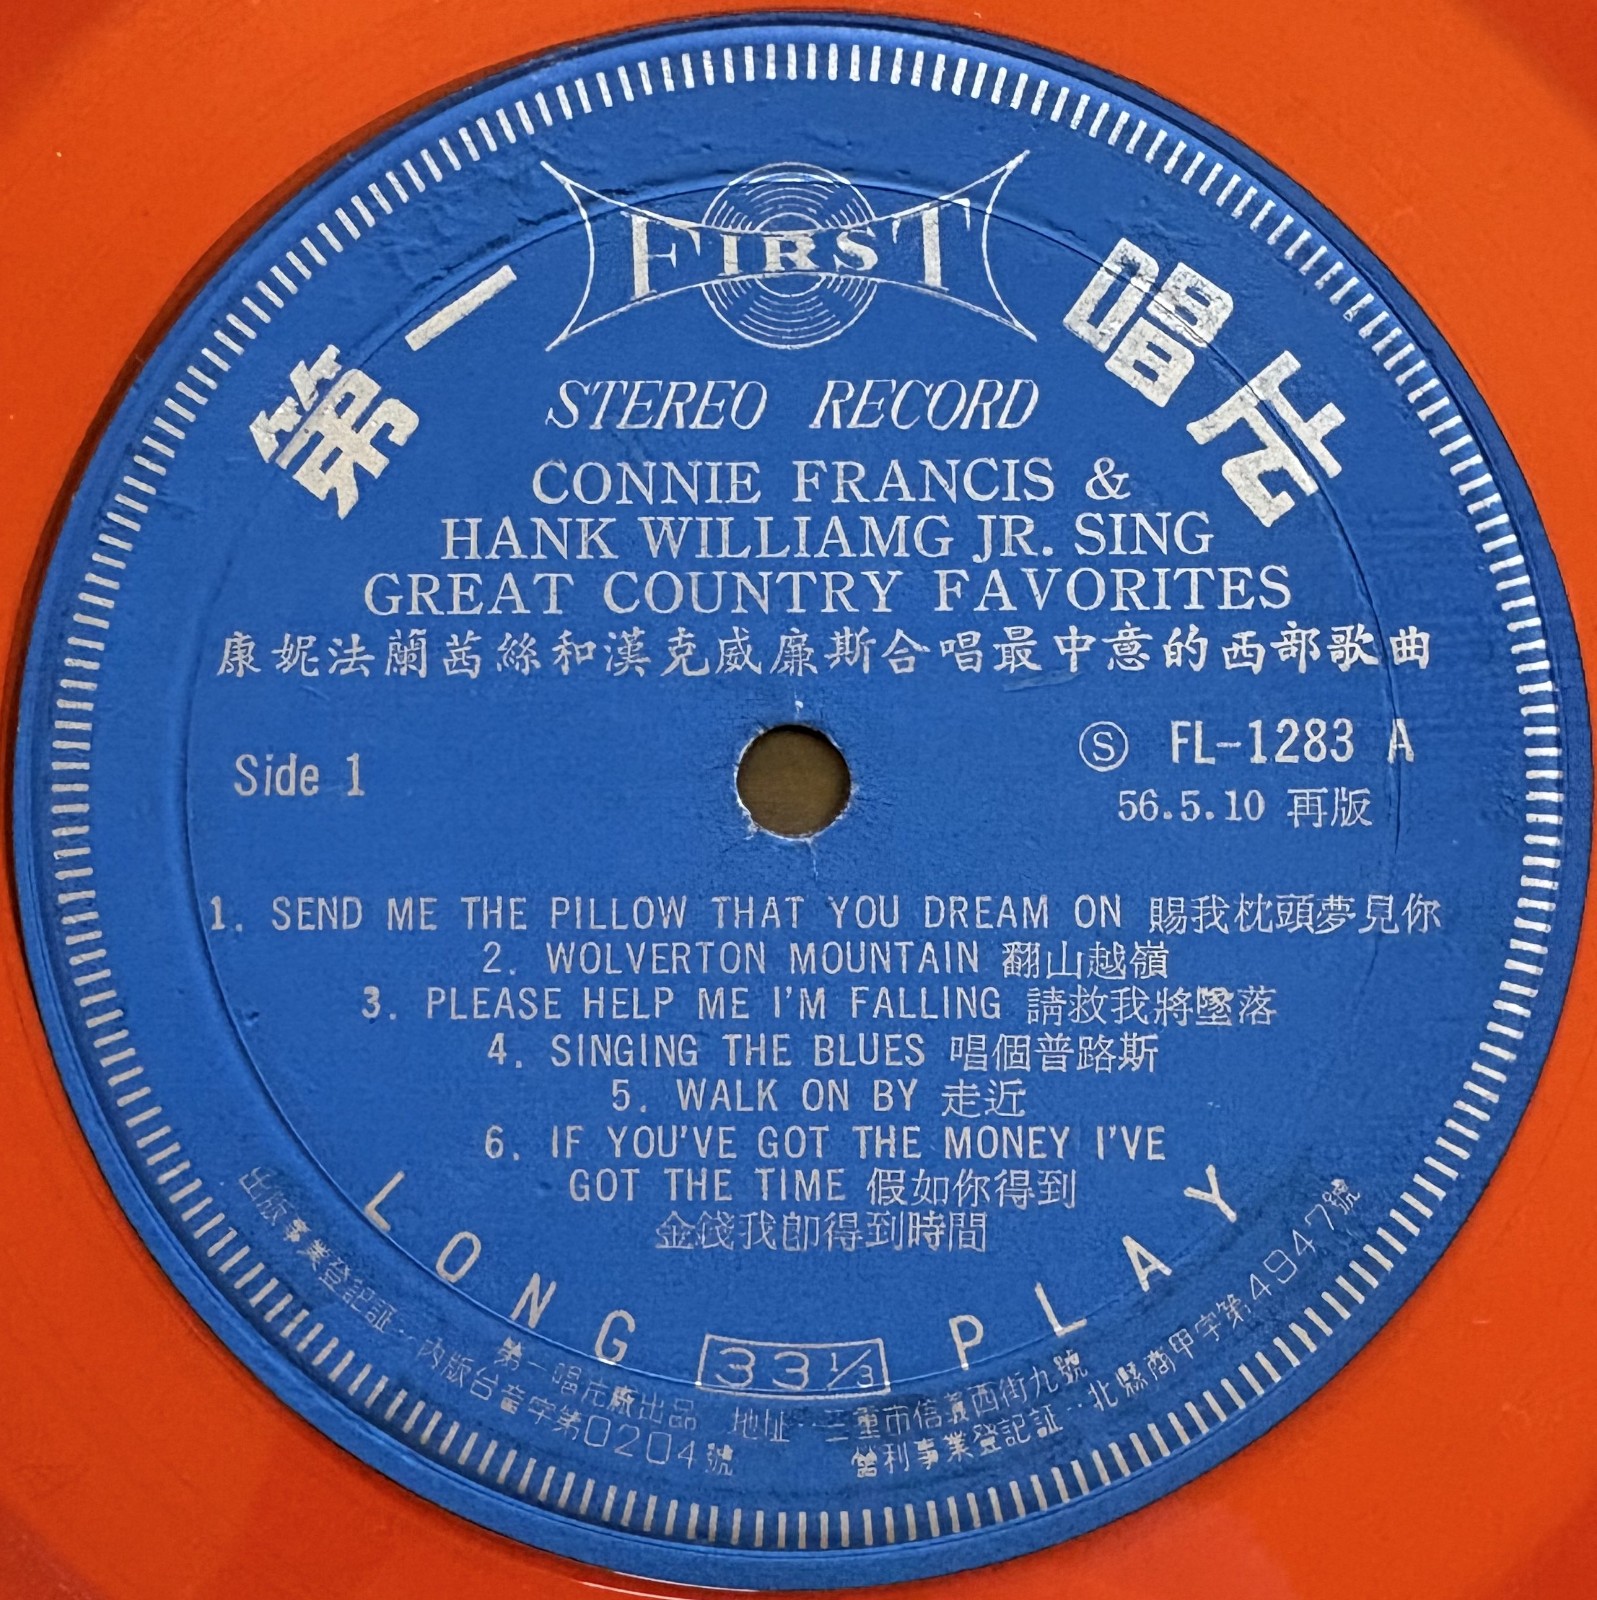 FIRST
第一唱片
STEREO RECORD
CONNIE FRANCIS &
HANK WILLIAMG JR. SING
GREAT COUNTRY FAVORITES
康妮法蘭茜絲和漢克威廉斯合唱最中意的西部歌曲
Side 1
Ⓢ FL-1283 A
56.5.10 再版
1. SEND ME THE PILLOW THAT YOU DREAM ON 賜我枕頭夢見你
2. WOLVERTON MOUNTAIN 翻山越嶺
3. PLEASE HELP ME I'M FALLING 請救我將墜落
4. SINGING THE BLUES 唱個普路斯
5. WALK ON BY 走近
6. IF YOU'VE GOT THE MONEY I'VE
GOT THE TIME 假如你得到
金錢我即得到時間
LONG PLAY
33 1/3
第一唱片廠出品 地址·三重市信義西街九號
出版事業登記証··內版台音字第0204號
營利事業登記証··北縣商甲字第4947號